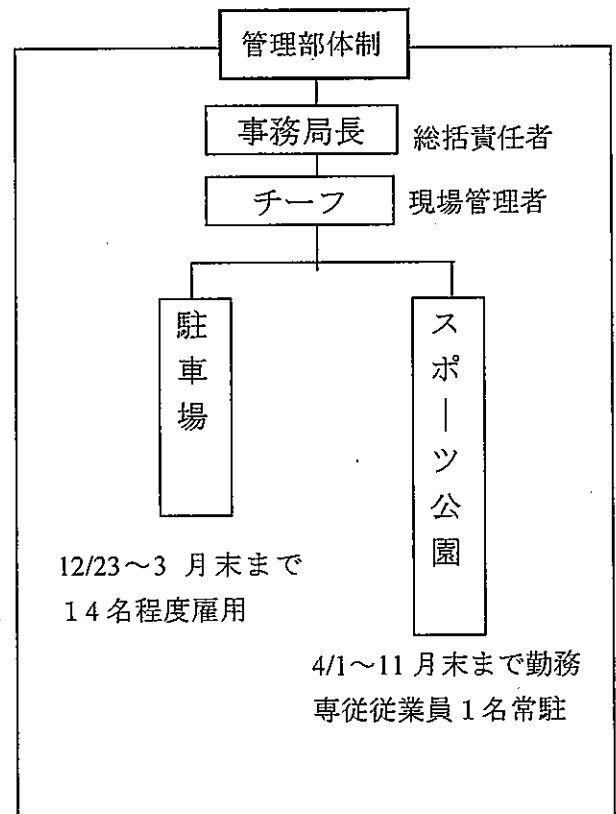 管理部体制
事務局長 総括責任者
チーフ 現場管理者
駐車場
スポーツ公園
12/23～3 月末まで
14名程度雇用
4/1～11 月末まで勤務
専従従業員1名常駐